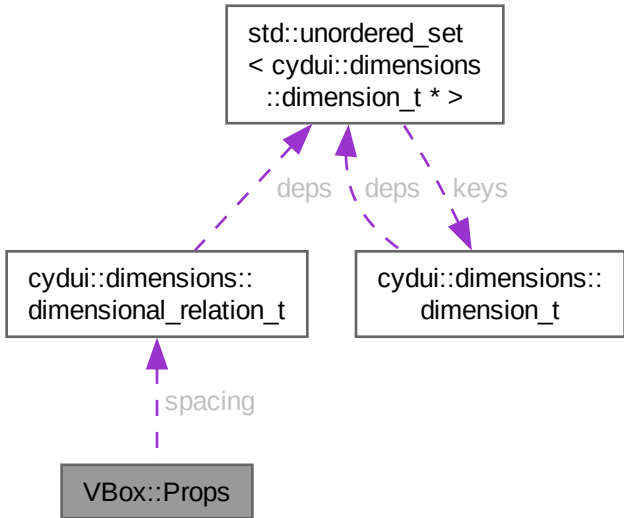 std::unordered_set
< cydui::dimensions
::dimension_t * >
deps
deps
keys
cydui::dimensions::
dimensional_relation_t
cydui::dimensions::
dimension_t
spacing
VBox::Props